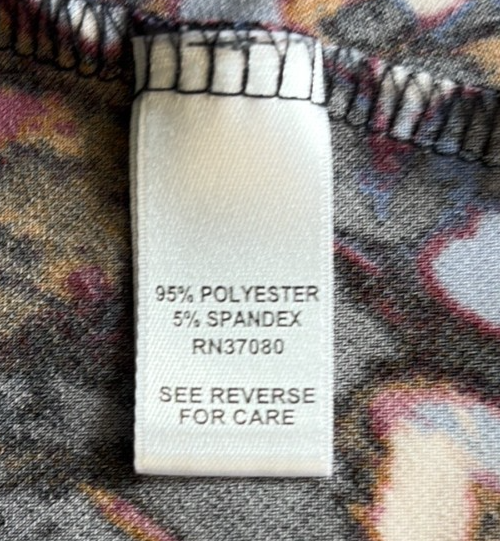 95% POLYESTER
5% SPANDEX
RN37080
SEE REVERSE
FOR CARE